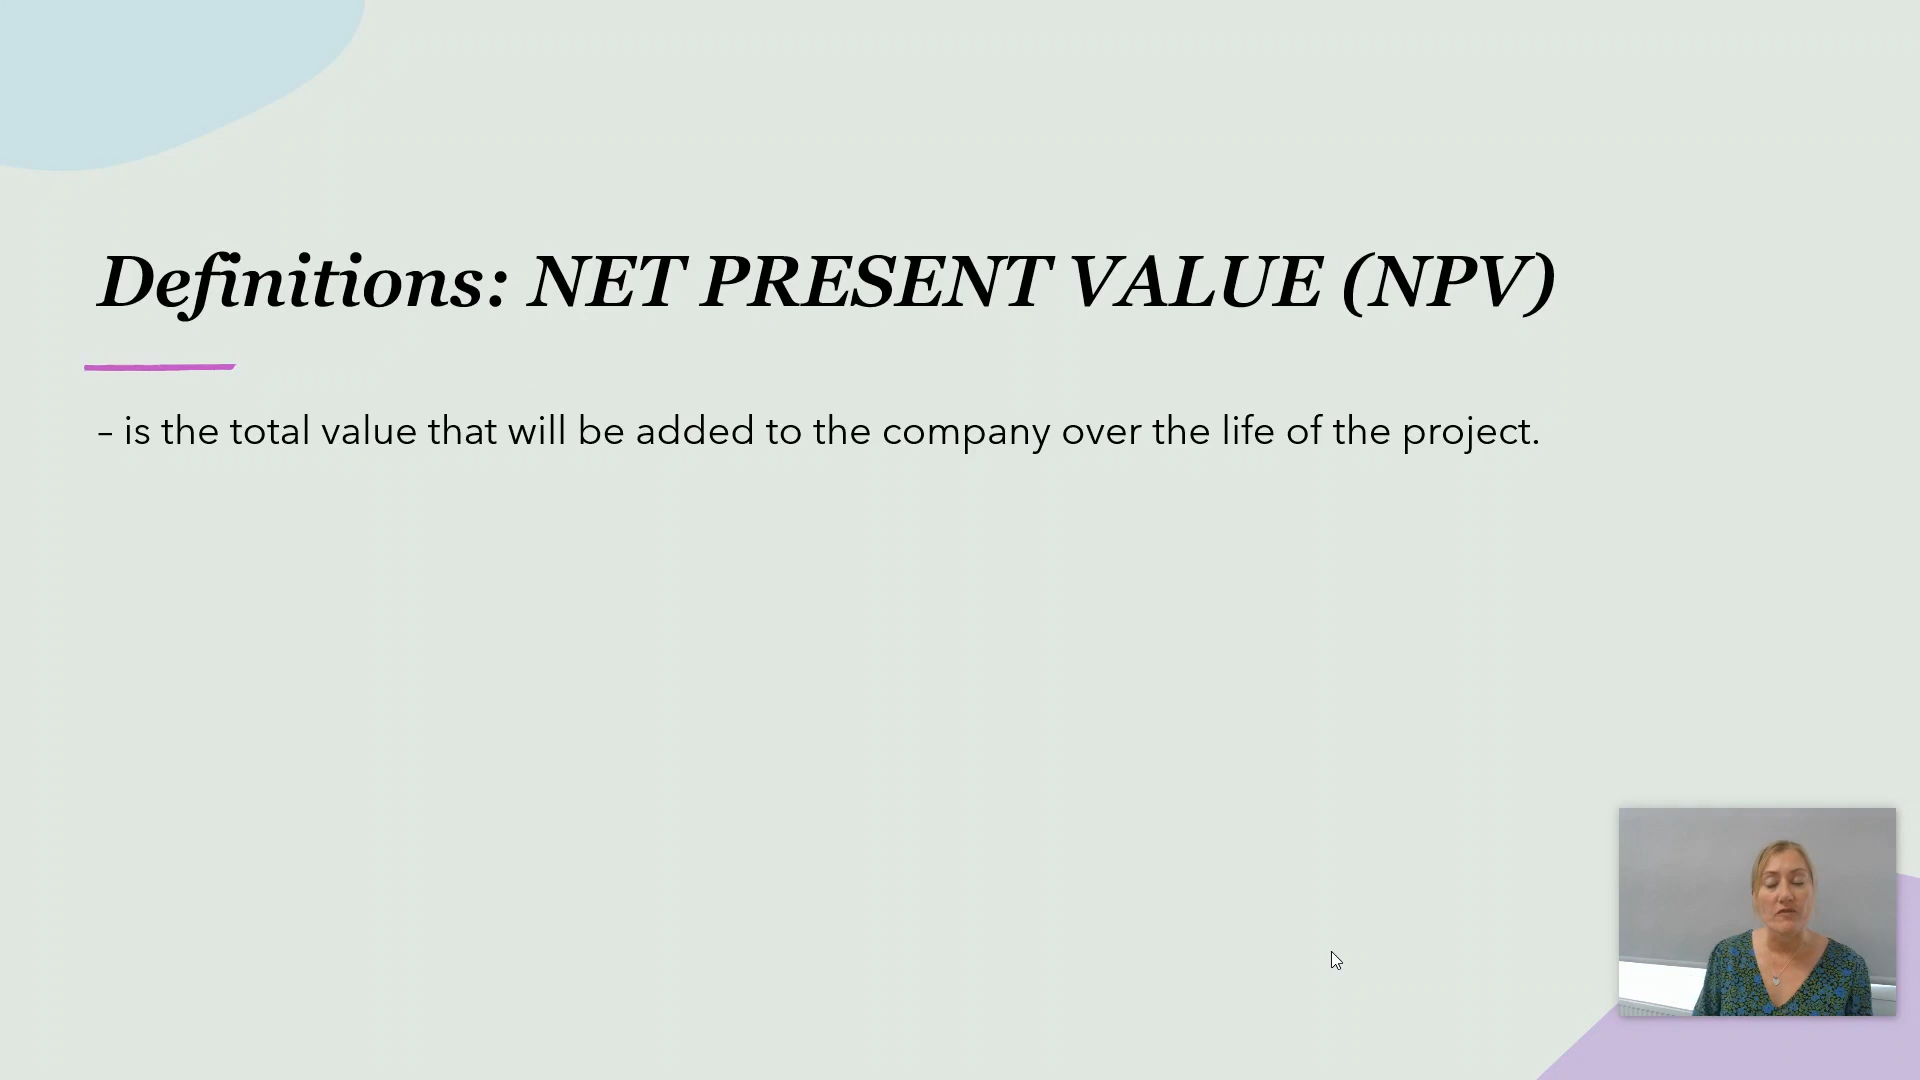 Definitions: NET PRESENT VALUE (NPV)
– is the total value that will be added to the company over the life of the project.